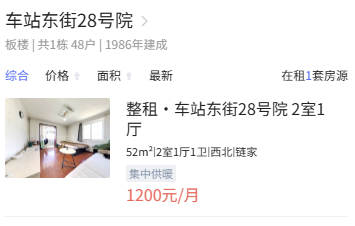 车站东街28号院
板楼 | 共1栋 48户 | 1986年建成
综合 价格 面积 最新 在租1套房源
整租·车站东街28号院 2室1
厅
52m²|2室1厅1卫|西北|链家
集中供暖
1200元/月